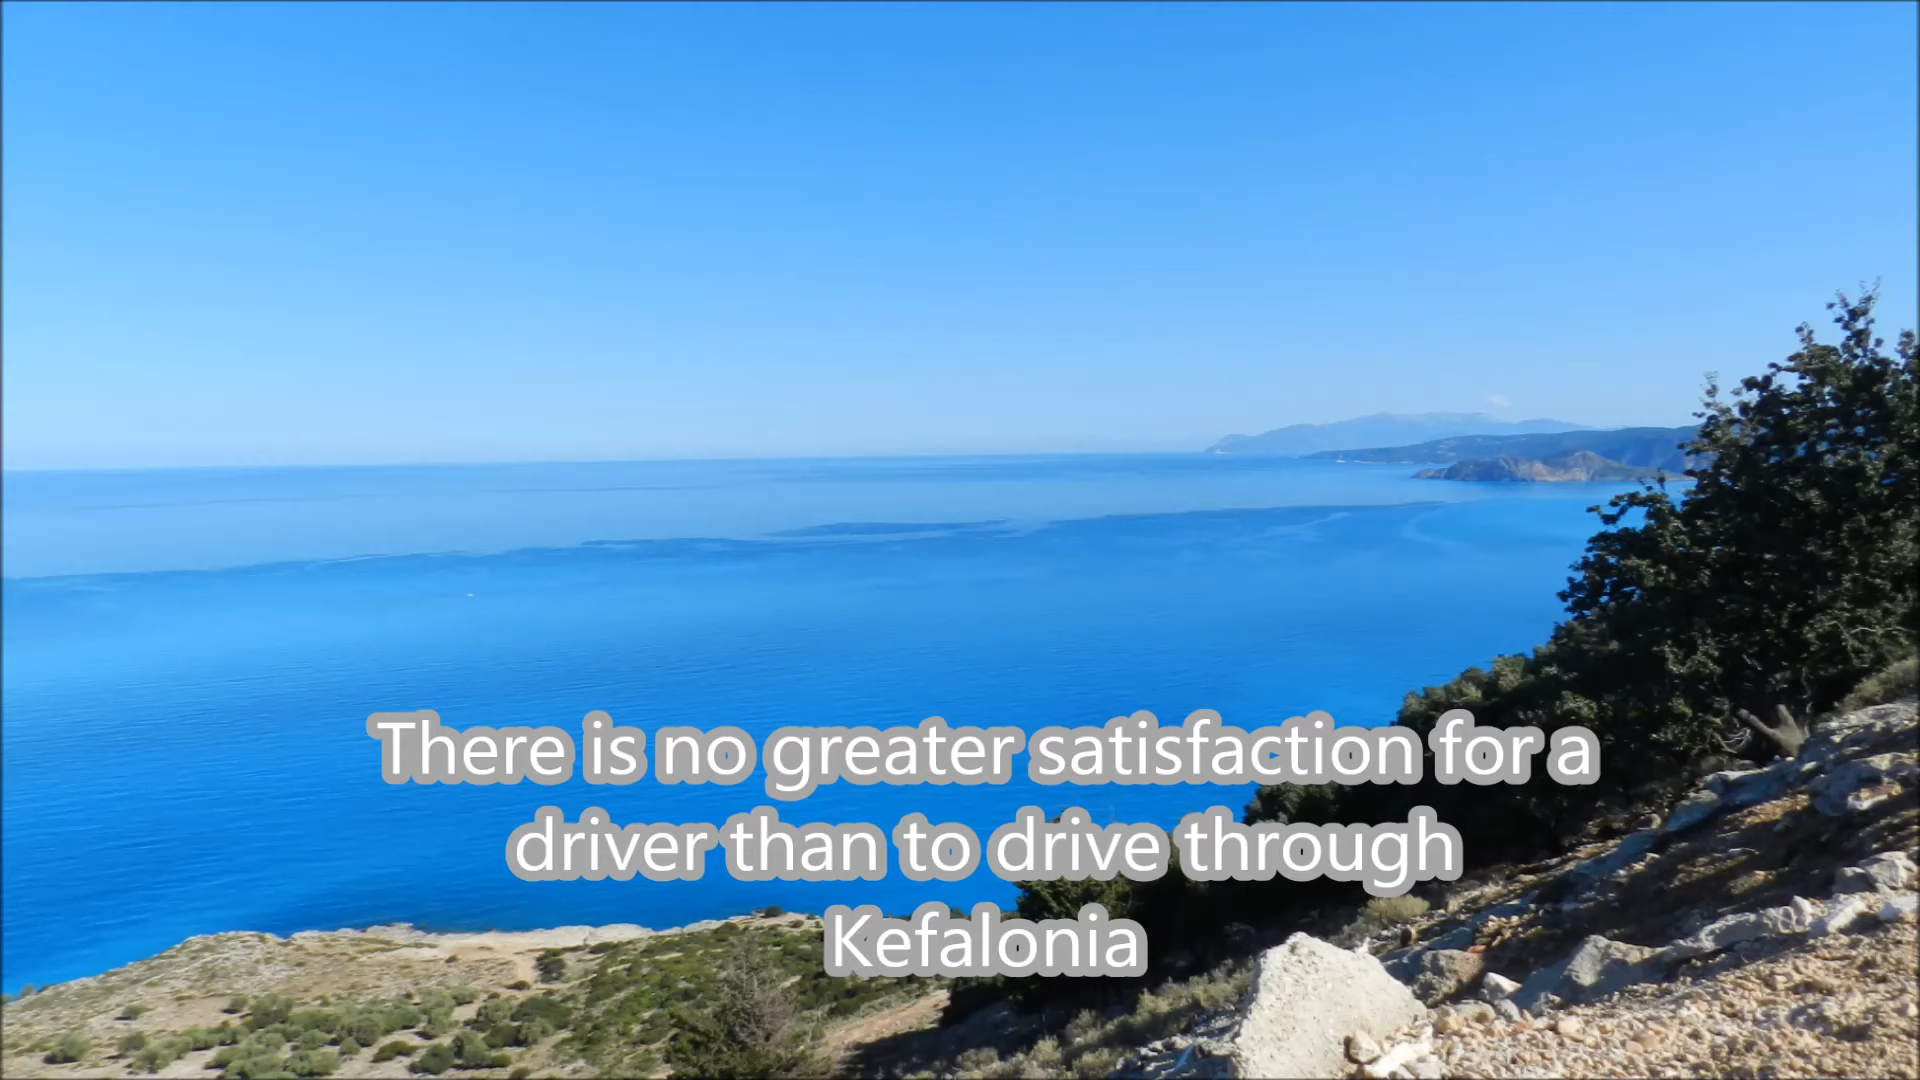 There is no greater satisfaction for a
driver than to drive through
Kefalonia